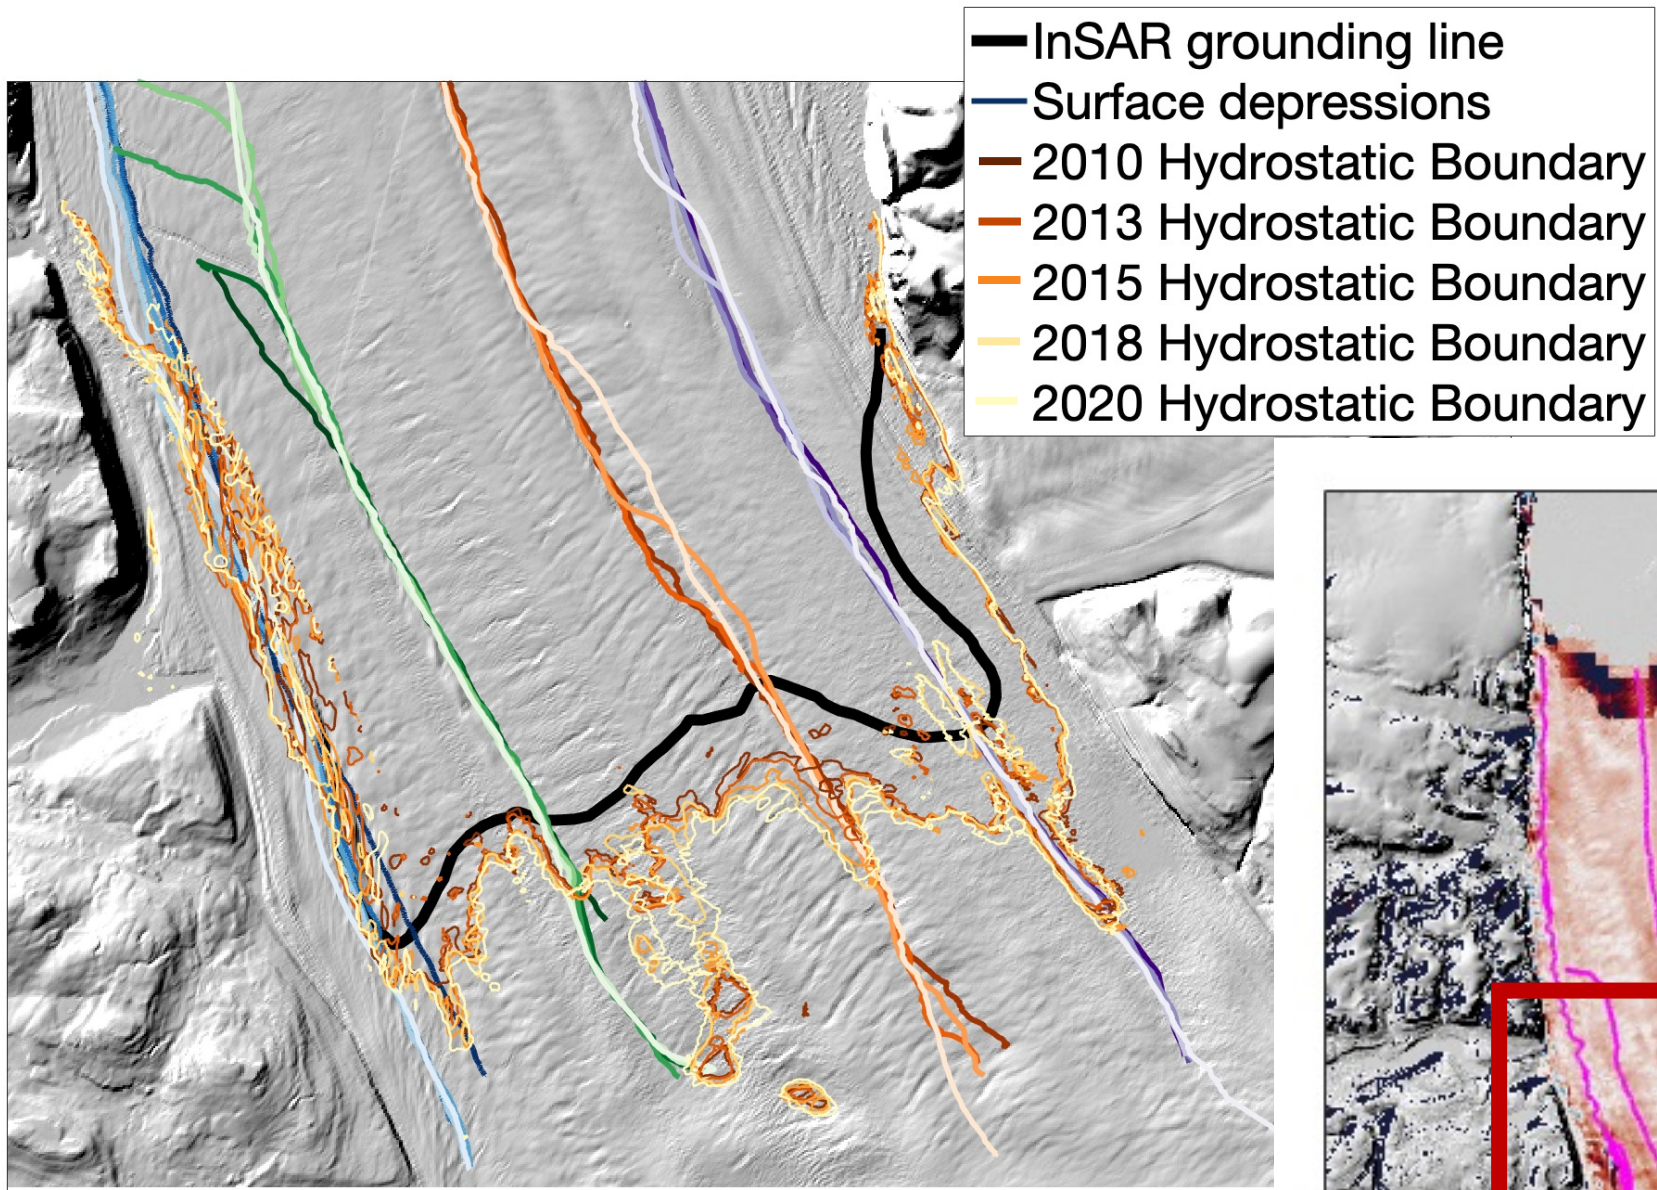 InSAR grounding line
Surface depressions
2010 Hydrostatic Boundary
2013 Hydrostatic Boundary
2015 Hydrostatic Boundary
2018 Hydrostatic Boundary
2020 Hydrostatic Boundary